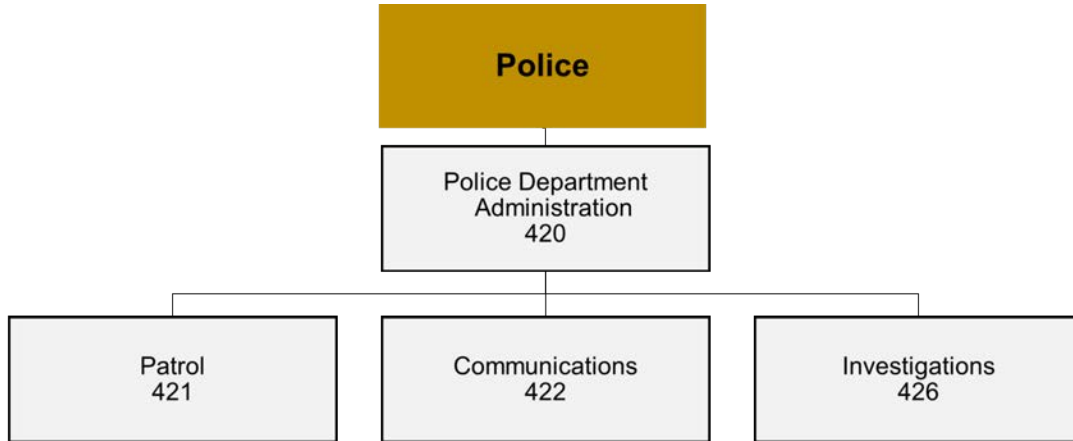 Police
Police Department
Administration
420
Patrol
421
Communications
422
Investigations
426